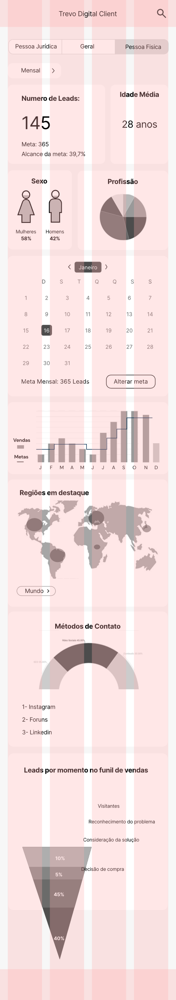 Trevo Digital Client
Pessoa Jurídica Geral Pessoa Fisica
Mensal
Numero de Leads:
145
Meta: 365
Alcance da meta: 39,7%
Idade Média
28 anos
Sexo
Mulheres Homens
58% 42%
Profissão
Janeiro
D S T Q Q S S
1 2 3 4 5 6 7
8 9 10 11 12 13 14
15 16 17 18 19 20 21
22 23 24 25 26 27 28
29 30 31
Meta Mensal: 365 Leads Alterar meta
Vendas
Metas
J F M A M J J A S O N D
Regiões em destaque
Mundo
Métodos de Contato
Sociais 45.00%
1- Instagram
2- Foruns
3- Linkedin
Leads por momento no funil de vendas
Visitantes
Reconhecimento do problema
Consideração da solução
10%
Decisão de compra
5%
45%
40%